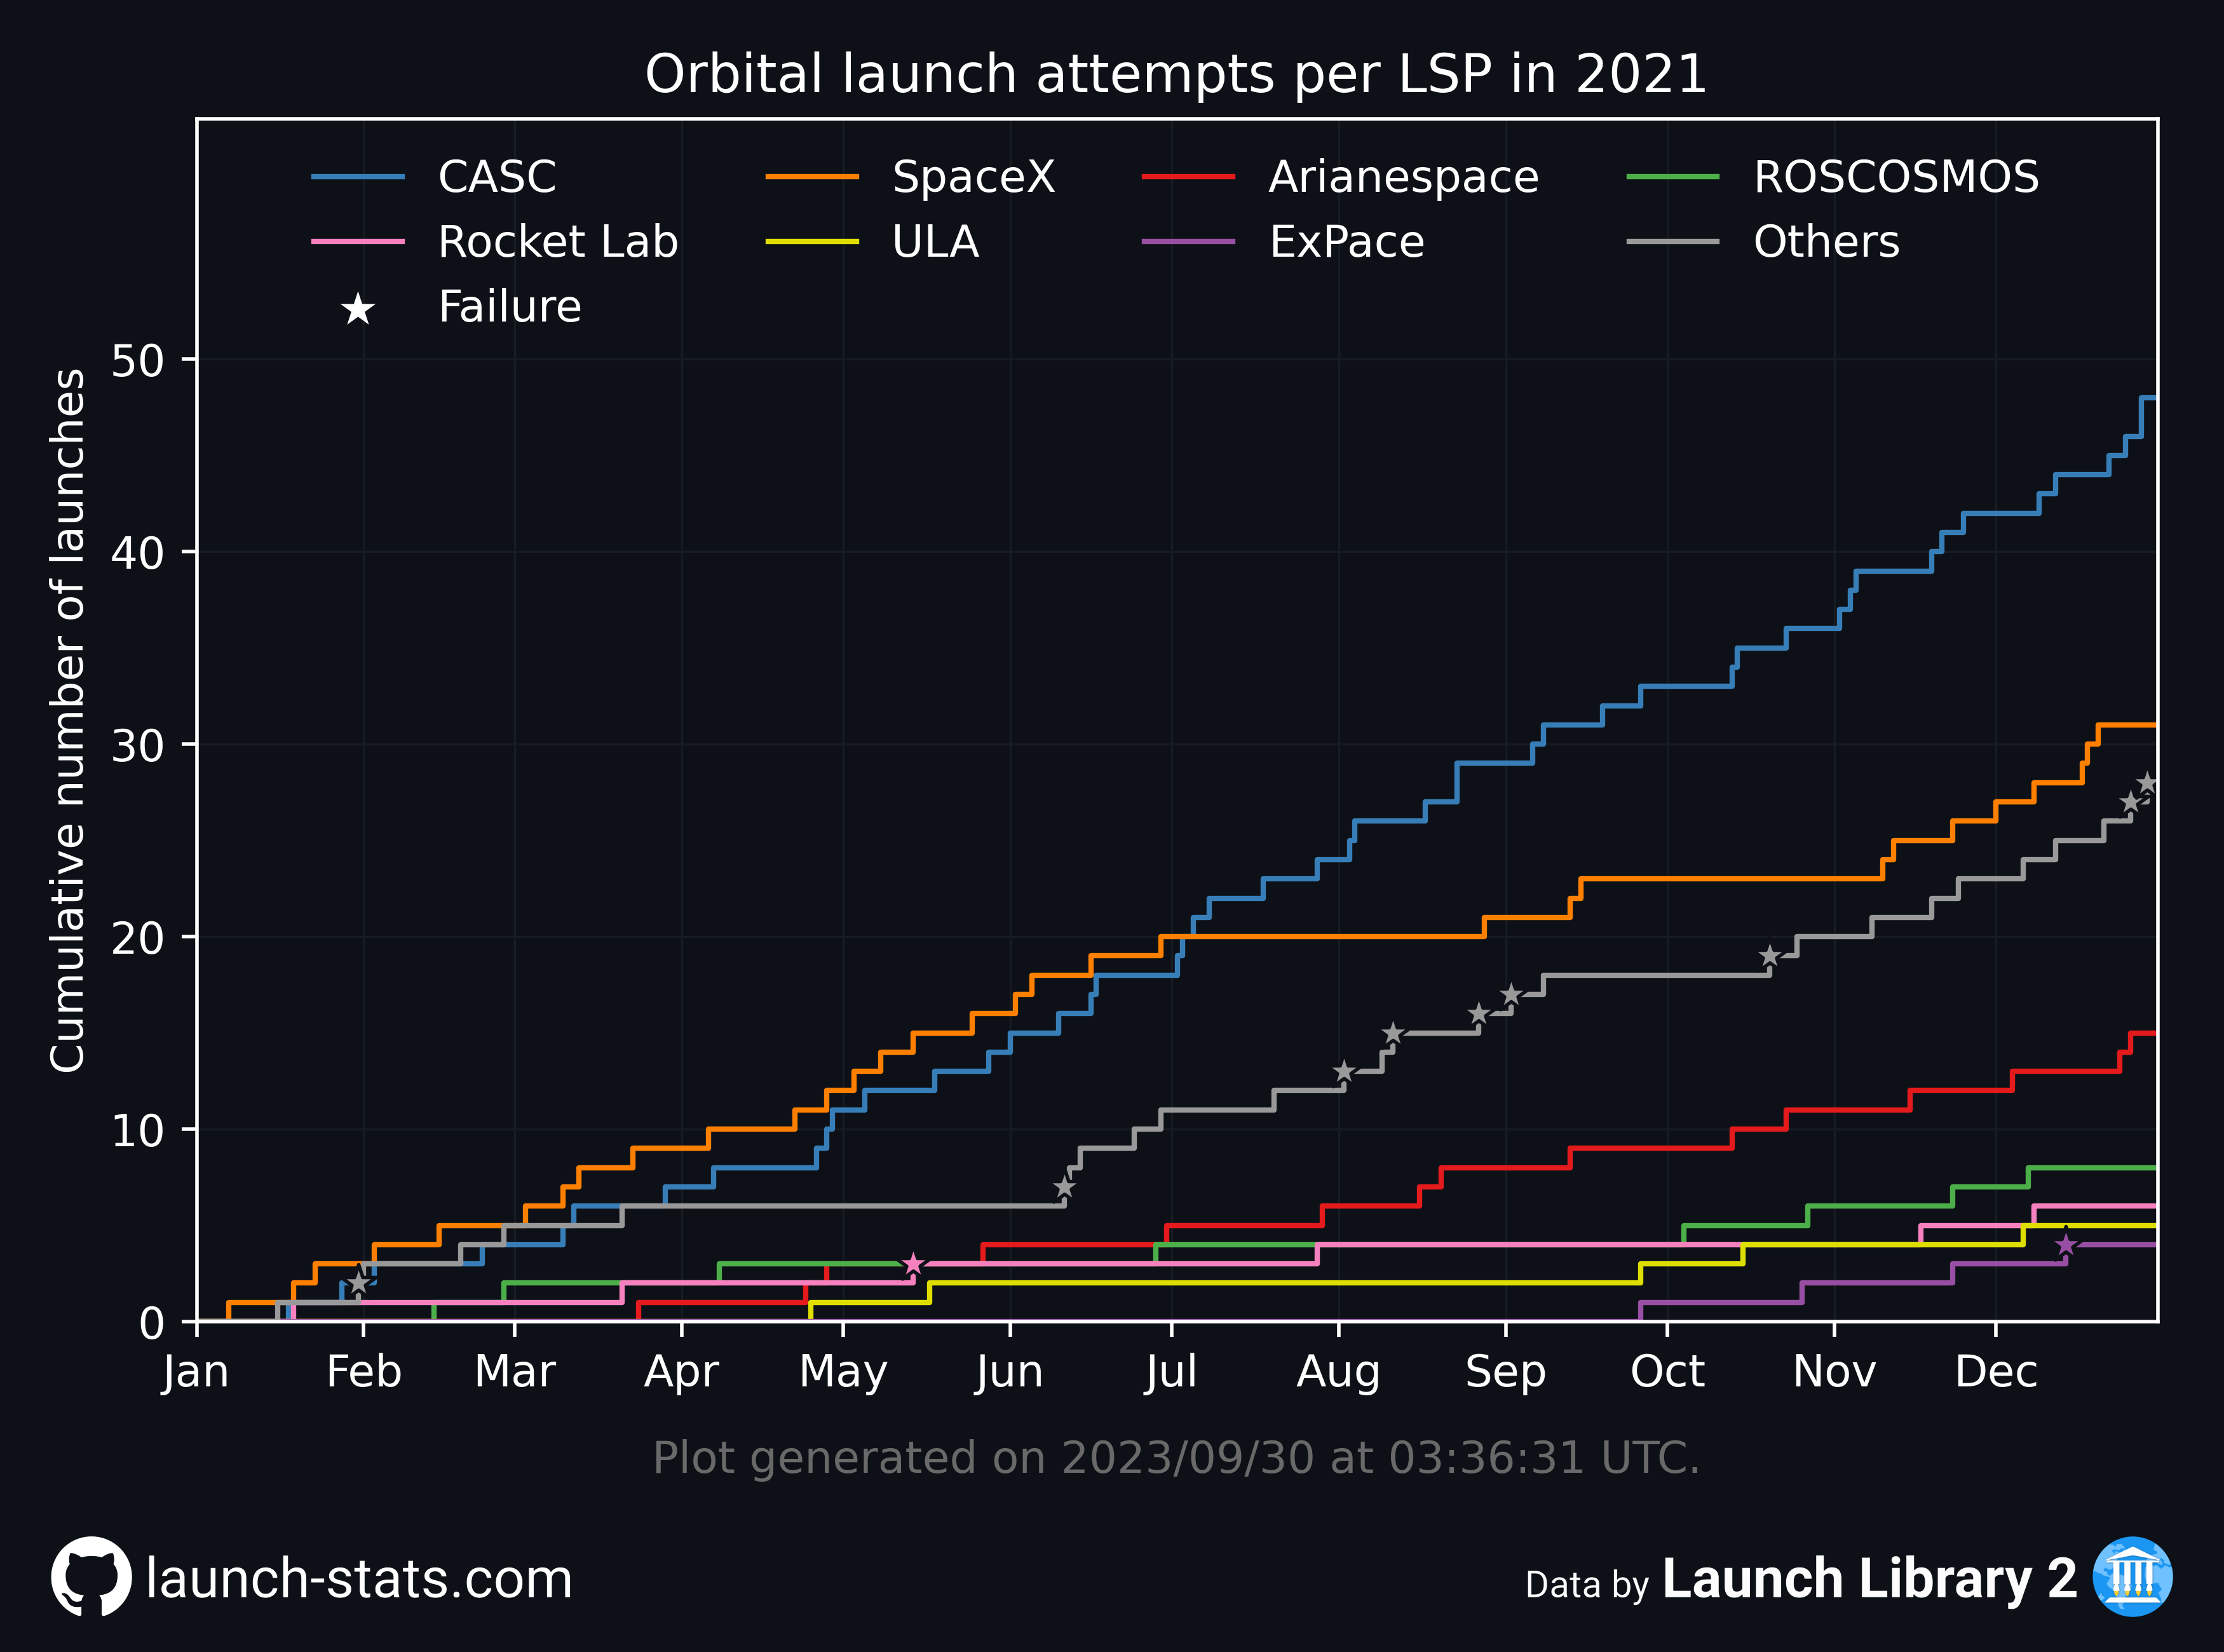 Orbital launch attempts per LSP in 2021
CASC SpaceX Arianespace ROSCOSMOS
Rocket Lab ULA ExPace Others
Failure
Cumulative number of launches
50
40
30
20
10
0
Jan Feb Mar Apr May Jun Jul Aug Sep Oct Nov Dec
Plot generated on 2023/09/30 at 03:36:31 UTC.
launch-stats.com
Data by Launch Library 2